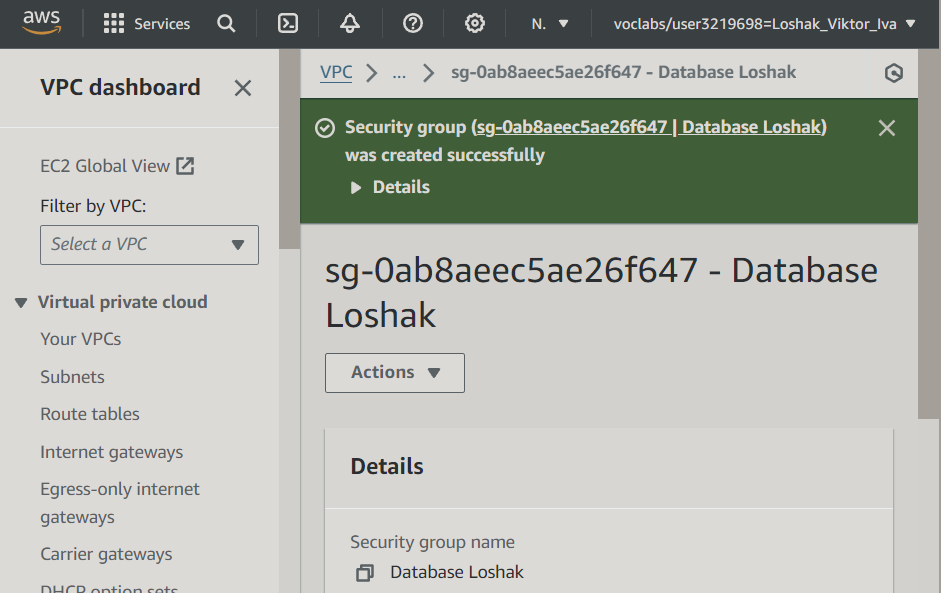 aws
Services
N.
voclabs/user3219698=Loshak_Viktor_Iva
VPC dashboard
EC2 Global View
Filter by VPC:
Select a VPC
Virtual private cloud
Your VPCs
Subnets
Route tables
Internet gateways
Egress-only internet
gateways
Carrier gateways
DHCP option sets
VPC
...
sg-0ab8aeec5ae26f647 - Database Loshak
Security group (sg-0ab8aeec5ae26f647 | Database Loshak)
was created successfully
Details
sg-0ab8aeec5ae26f647 - Database
Loshak
Actions
Details
Security group name
Database Loshak